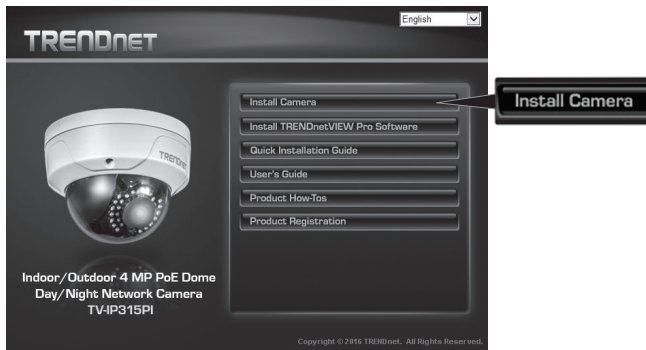 English
TRENDnet
Install Camera
Install Camera
Install TRENDnetVIEW Pro Software
Quick Installation Guide
TRENDnet
User's Guide
Product How-Tos
Product Registration
Indoor/Outdoor 4 MP PoE Dome
Day/Night Network Camera
TV-IP315PI
Copyright © 2016 TRENDnet. All Rights Reserved.